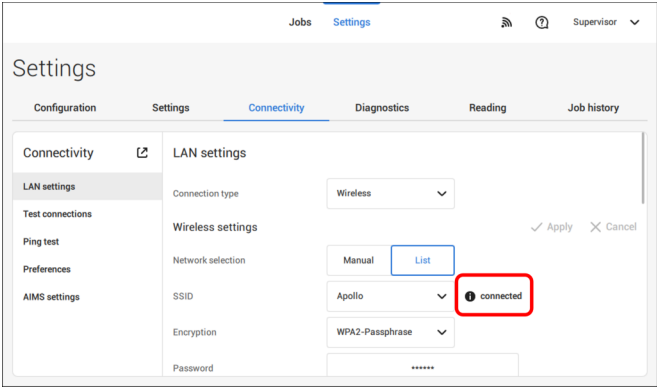 Jobs Settings Supervisor
Settings
Configuration Settings Connectivity Diagnostics Reading Job history
Connectivity
LAN settings
Test connections
Ping test
Preferences
AIMS settings
LAN settings
Connection type Wireless
Wireless settings Apply Cancel
Network selection Manual List
SSID Apollo connected
Encryption WPA2-Passphrase
Password ••••••